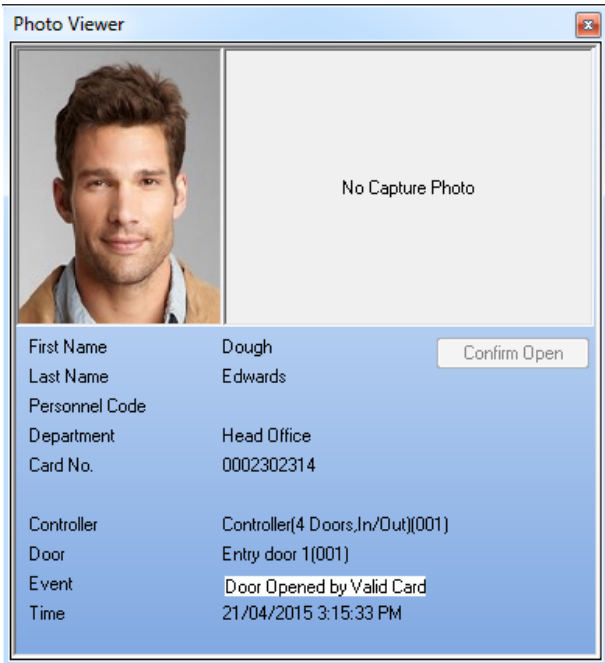 Photo Viewer
No Capture Photo
First Name Dough
Confirm Open
Last Name Edwards
Personnel Code
Department Head Office
Card No. 0002302314
Controller Controller(4 Doors,In/Out)(001)
Door Entry door 1(001)
Event Door Opened by Valid Card
Time 21/04/2015 3:15:33 PM